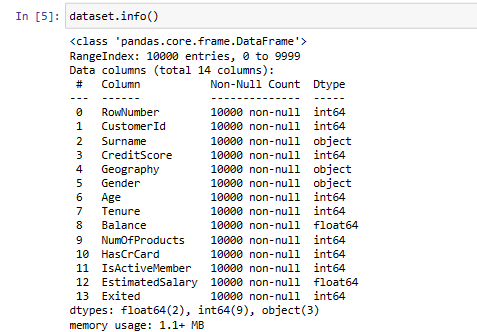 In [5]: dataset.info()
<class 'pandas.core.frame.DataFrame'>
RangeIndex: 10000 entries, 0 to 9999
Data columns (total 14 columns):
 #   Column           Non-Null Count  Dtype
---  ------           --------------  -----
 0   RowNumber        10000 non-null  int64
 1   CustomerId       10000 non-null  int64
 2   Surname          10000 non-null  object
 3   CreditScore      10000 non-null  int64
 4   Geography        10000 non-null  object
 5   Gender           10000 non-null  object
 6   Age              10000 non-null  int64
 7   Tenure           10000 non-null  int64
 8   Balance          10000 non-null  float64
 9   NumOfProducts    10000 non-null  int64
 10  HasCrCard        10000 non-null  int64
 11  IsActiveMember   10000 non-null  int64
 12  EstimatedSalary  10000 non-null  float64
 13  Exited           10000 non-null  int64
dtypes: float64(2), int64(9), object(3)
memory usage: 1.1+ MB